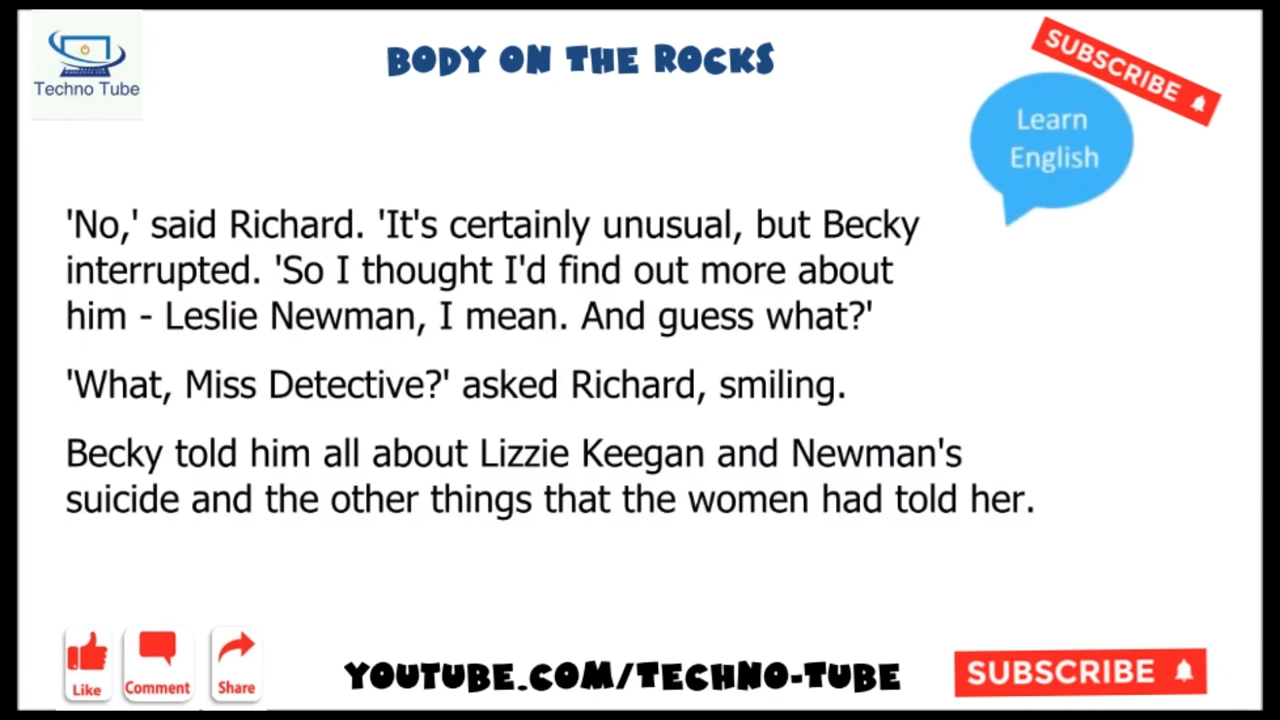 BODY ON THE ROCKS
SUBSCRIBE
Techno Tube
Learn
English
'No,' said Richard. 'It's certainly unusual, but Becky
interrupted. 'So I thought I'd find out more about
him - Leslie Newman, I mean. And guess what?'
'What, Miss Detective?' asked Richard, smiling.
Becky told him all about Lizzie Keegan and Newman's
suicide and the other things that the women had told her.
Like
Comment
Share
YOUTUBE.COM/TECHNO-TUBE
SUBSCRIBE